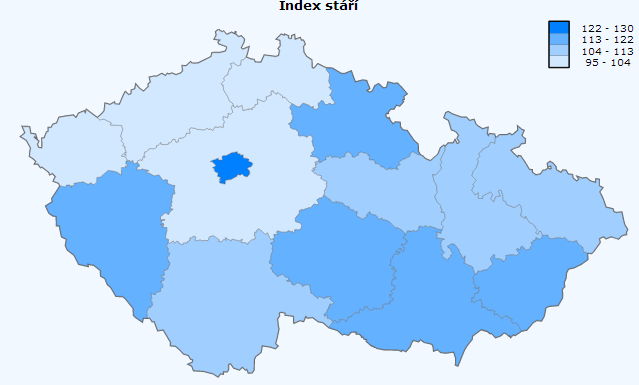 Index stáří
122 - 130
113 - 122
104 - 113
95 - 104